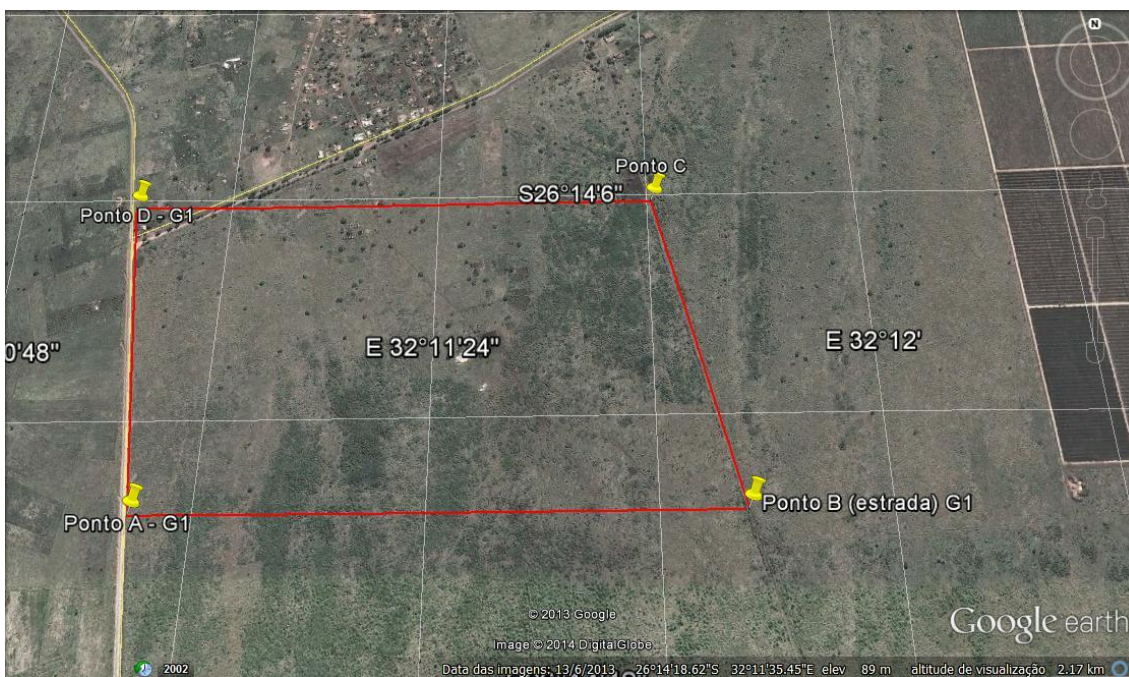 N
Ponto C
S26°14'6"
Ponto D - G1
0'48"
E 32°11'24"
E 32°12'
Ponto A - G1
Ponto B (estrada) G1
© 2013 Google
Image © 2014 DigitalGlobe
Google earth
2002
Data das imagens: 13/6/2013 26°14'18.62"S 32°11'35.45"E elev 89 m altitude de visualização 2.17 km